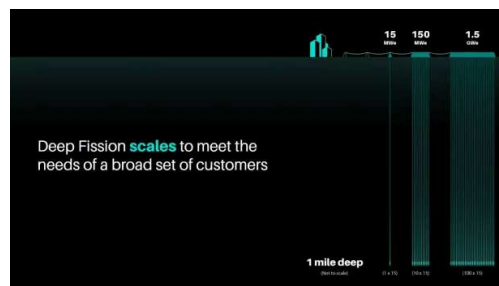 15 150 1.5
MWe MWe GWe
Deep Fission scales to meet the
needs of a broad set of customers
1 mile deep
(Not to scale) (1 x 15) (10 x 15) (100 x 15)